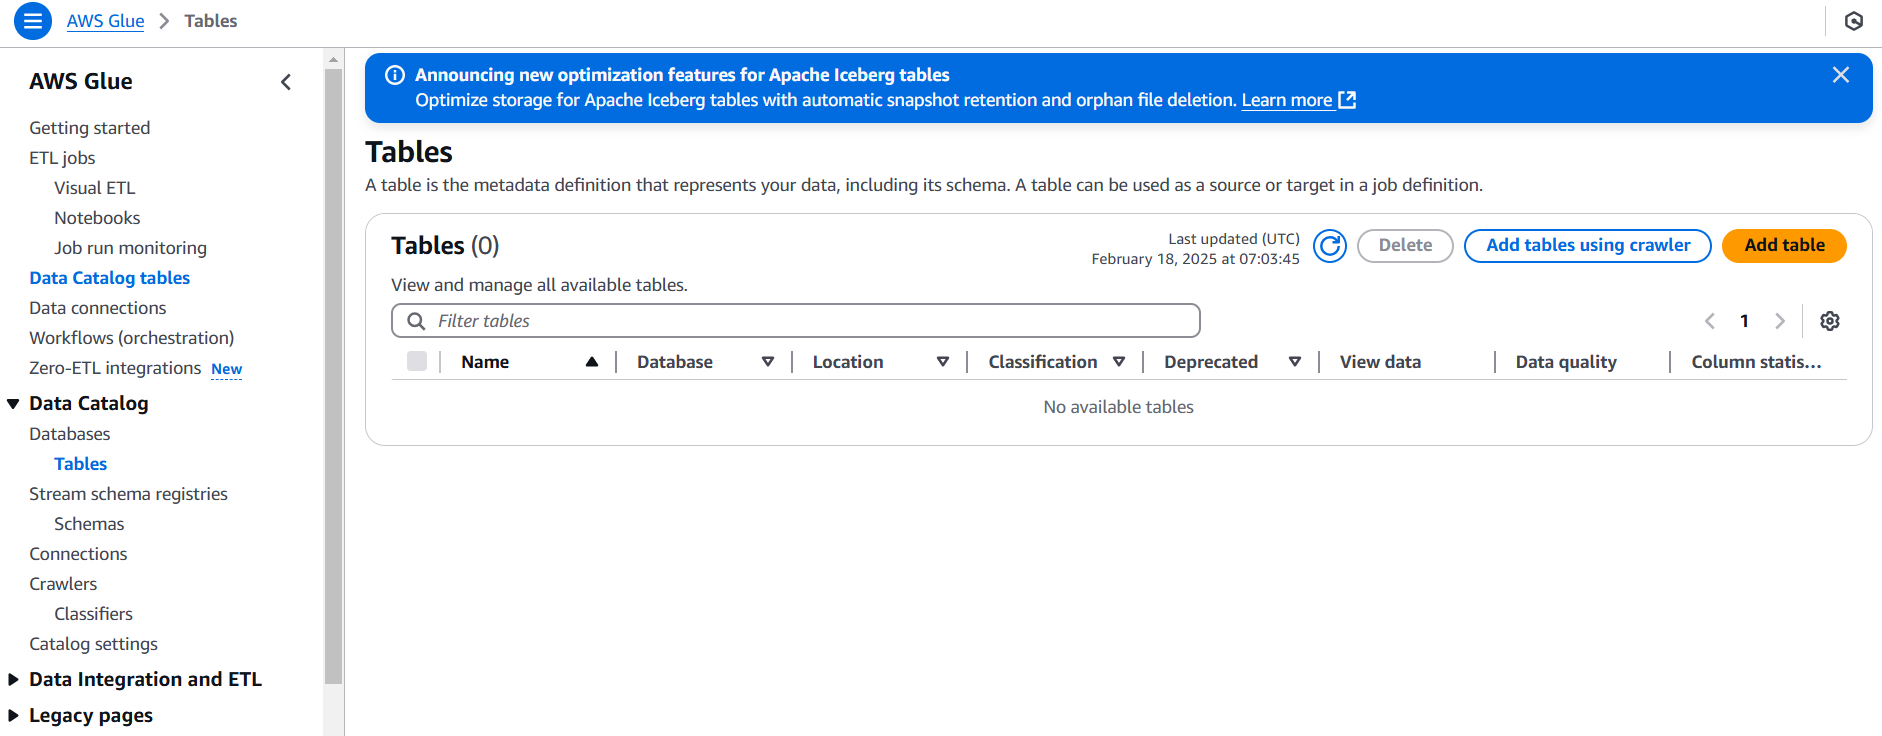 AWS Glue > Tables
AWS Glue
Getting started
ETL jobs
Visual ETL
Notebooks
Job run monitoring
Data Catalog tables
Data connections
Workflows (orchestration)
Zero-ETL integrations New
Data Catalog
Databases
Tables
Stream schema registries
Schemas
Connections
Crawlers
Classifiers
Catalog settings
Data Integration and ETL
Legacy pages
Announcing new optimization features for Apache Iceberg tables
Optimize storage for Apache Iceberg tables with automatic snapshot retention and orphan file deletion. Learn more
Tables
A table is the metadata definition that represents your data, including its schema. A table can be used as a source or target in a job definition.
Tables (0)
Last updated (UTC)
February 18, 2025 at 07:03:45
Delete
Add tables using crawler
Add table
View and manage all available tables.
Filter tables
1
Name Database Location Classification Deprecated View data Data quality Column statis...
No available tables